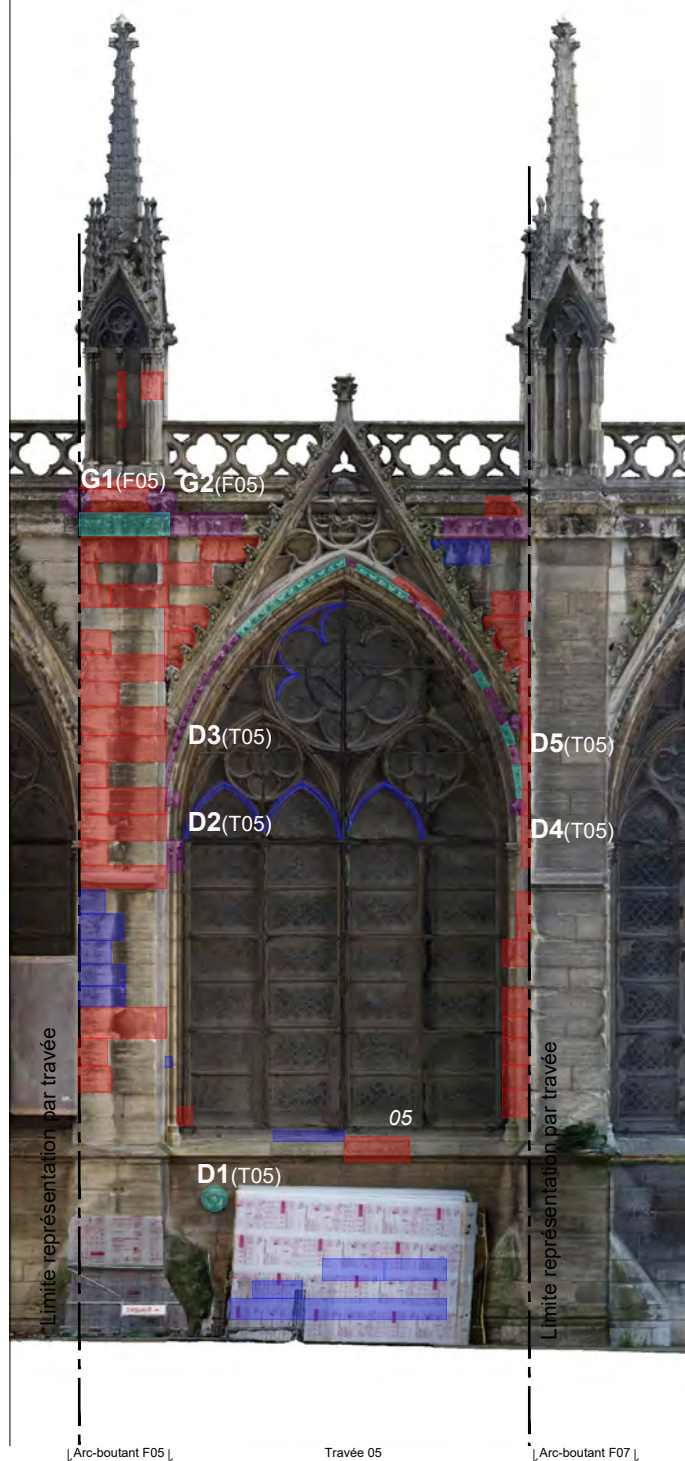 G1(F05)
G2(F05)
D3(T05)
D5(T05)
D2(T05)
D4(T05)
05
D1(T05)
Limite représentation par travée
Limite représentation par travée
Arc-boutant F05
Travée 05
Arc-boutant F07